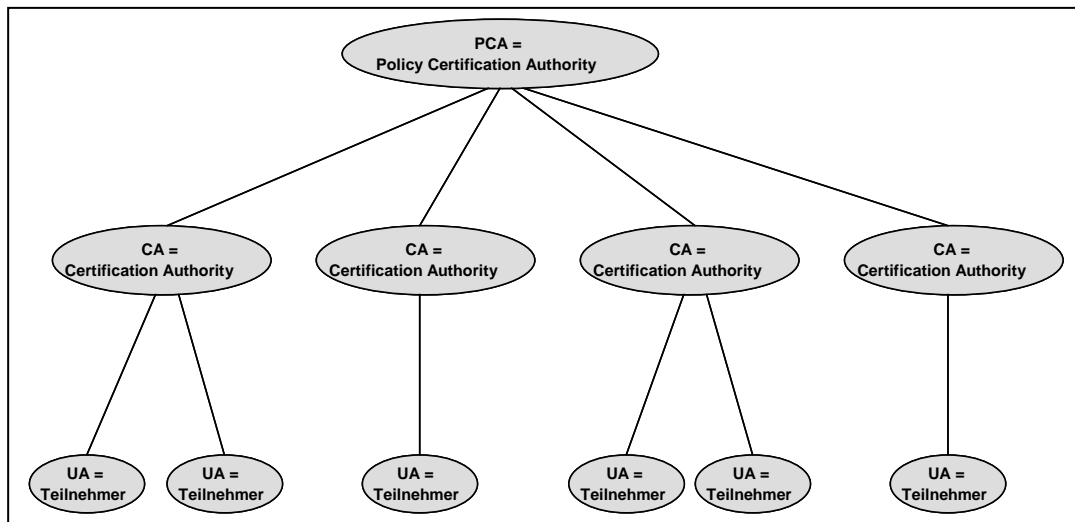 PCA =
Policy Certification Authority
CA =
Certification Authority
CA =
Certification Authority
CA =
Certification Authority
CA =
Certification Authority
UA =
Teilnehmer
UA =
Teilnehmer
UA =
Teilnehmer
UA =
Teilnehmer
UA =
Teilnehmer
UA =
Teilnehmer